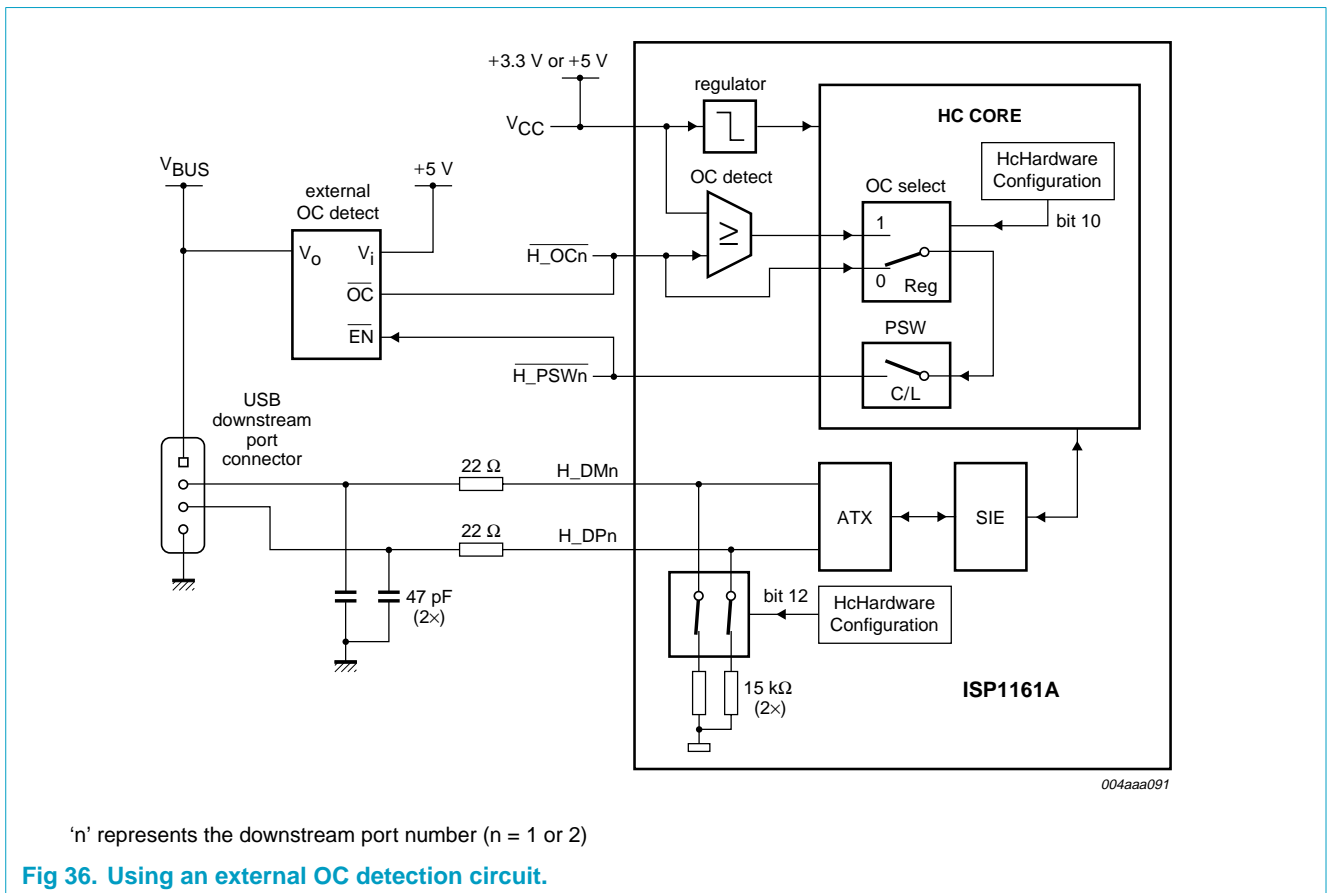 +3.3 V or +5 V
regulator
HC CORE
VCC
HcHardware
Configuration
VBUS
+5 V
OC detect
OC select
external
OC detect
bit 10
1
≥
Vo
Vi
H_OCn
0
Reg
OC
PSW
EN
H_PSWn
C/L
USB
downstream
port
connector
22 Ω
H_DMn
ATX
SIE
22 Ω
H_DPn
47 pF
(2×)
bit 12
HcHardware
Configuration
15 kΩ
(2×)
ISP1161A
004aaa091
‘n’ represents the downstream port number (n = 1 or 2)
Fig 36. Using an external OC detection circuit.